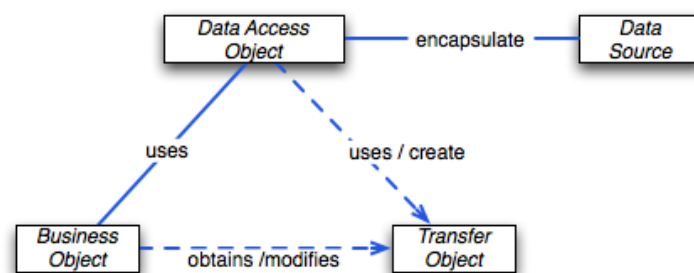 Data Access
Object
encapsulate
Data
Source
uses
uses / create
Business
Object
obtains /modifies
Transfer
Object